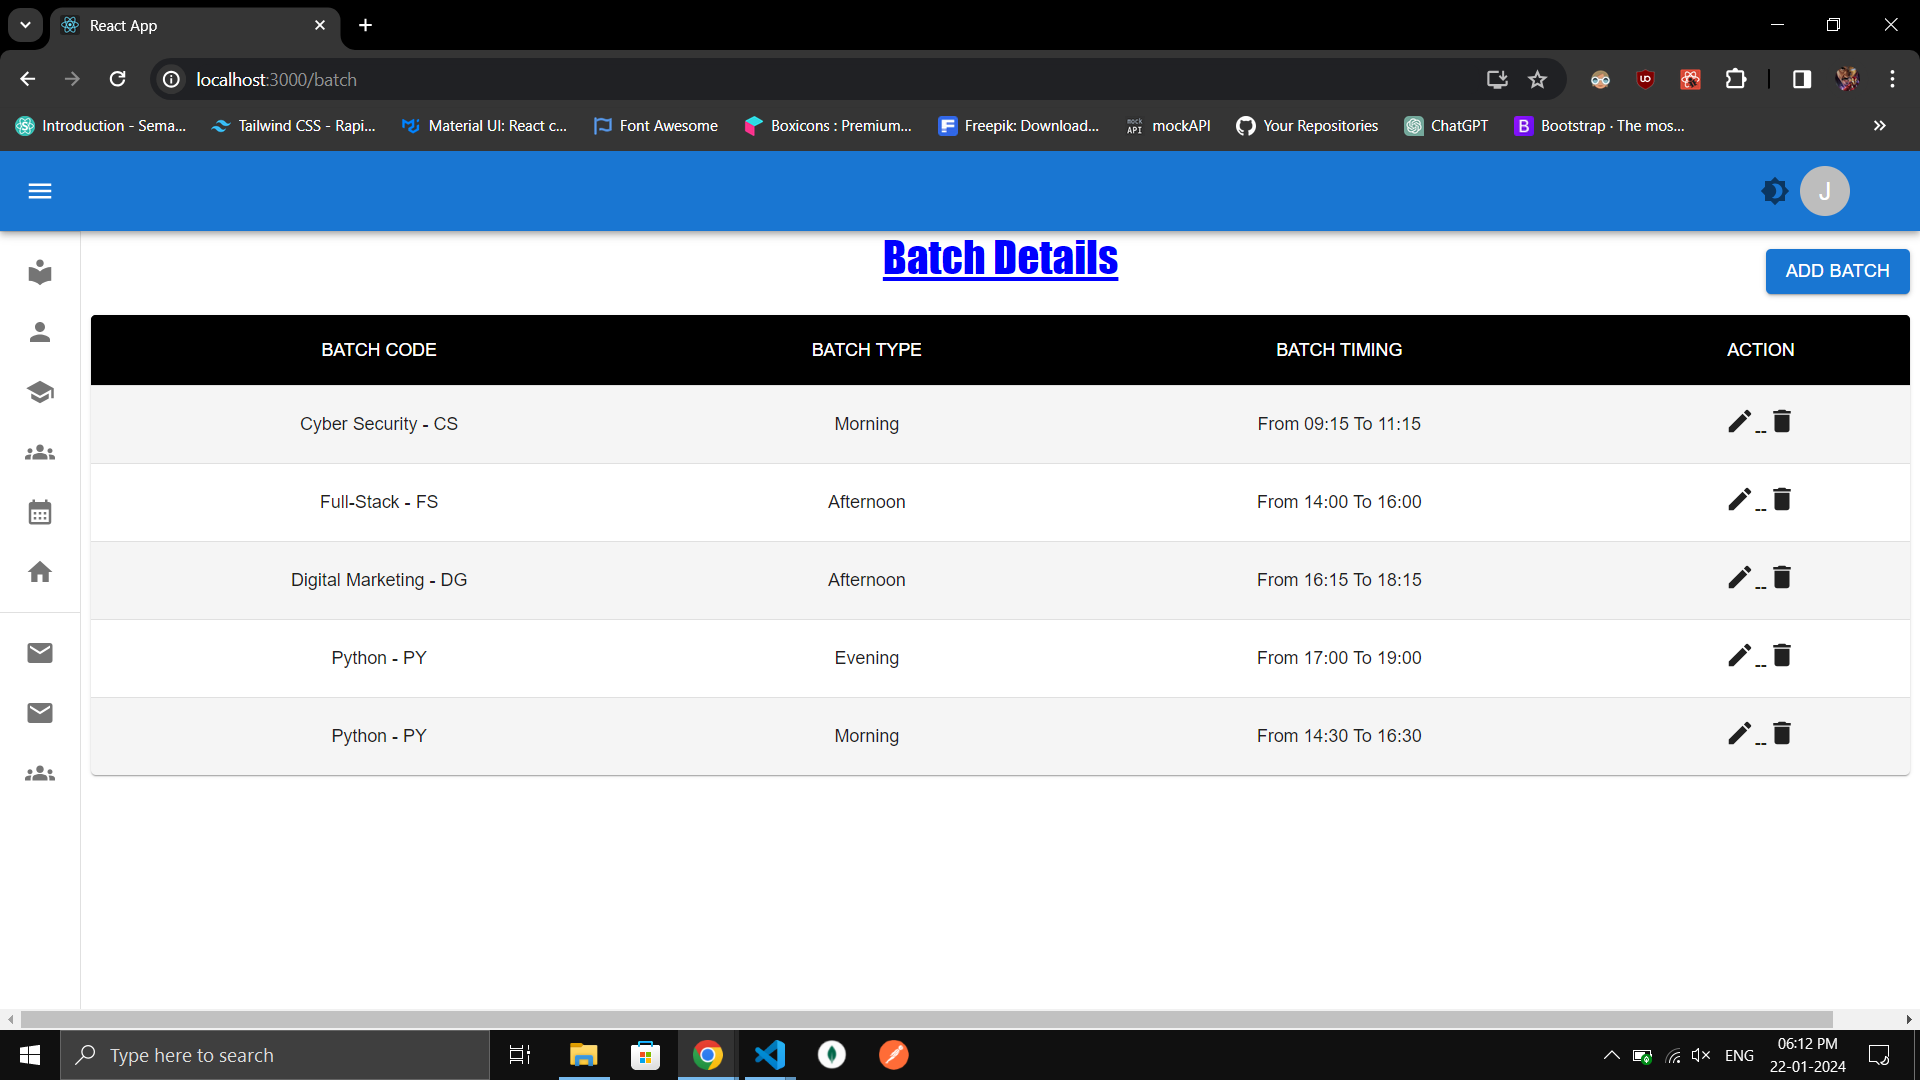 React App
localhost:3000/batch
Introduction - Sema... Tailwind CSS - Rapi... Material UI: React c... Font Awesome Boxicons : Premium... Freepik: Download... mock API mockAPI Your Repositories ChatGPT B Bootstrap · The mos... »
J
Batch Details
ADD BATCH
BATCH CODE BATCH TYPE BATCH TIMING ACTION
Cyber Security - CS Morning From 09:15 To 11:15 --
Full-Stack - FS Afternoon From 14:00 To 16:00 --
Digital Marketing - DG Afternoon From 16:15 To 18:15 --
Python - PY Evening From 17:00 To 19:00 --
Python - PY Morning From 14:30 To 16:30 --
Type here to search
ENG
06:12 PM
22-01-2024